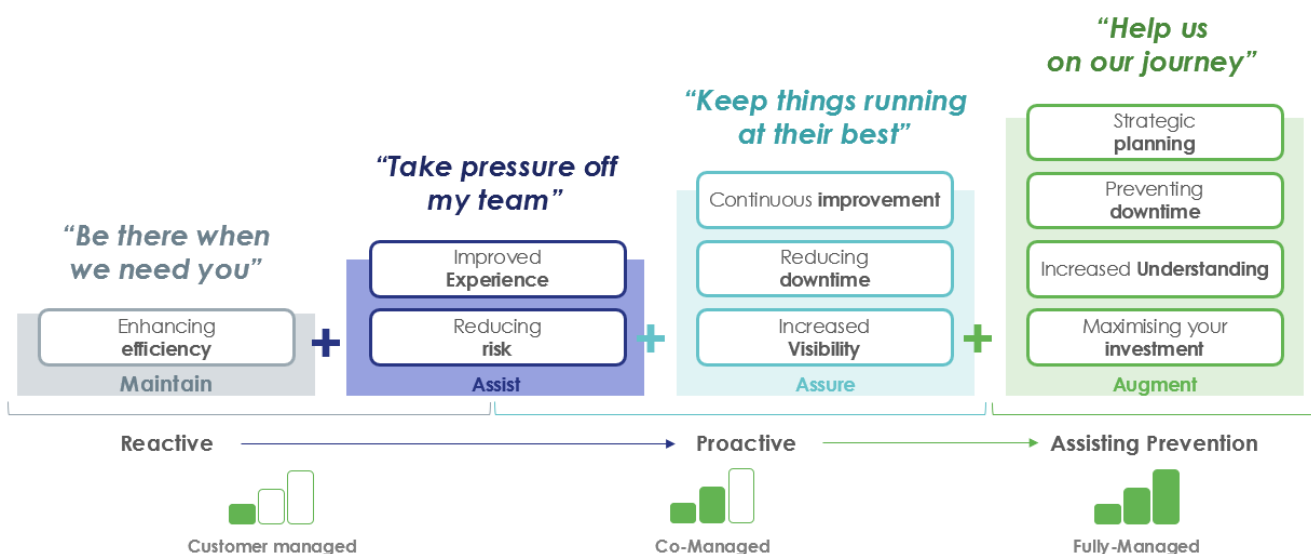 “Be there when
we need you”
Enhancing
efficiency
Maintain
+
“Take pressure off
my team”
Improved
Experience
Reducing
risk
Assist
+
“Keep things running
at their best”
Continuous improvement
Reducing
downtime
Increased
Visibility
Assure
+
“Help us
on our journey”
Strategic
planning
Preventing
downtime
Increased Understanding
Maximising your
investment
Augment
Reactive
Proactive
Assisting Prevention
Customer managed
Co-Managed
Fully-Managed